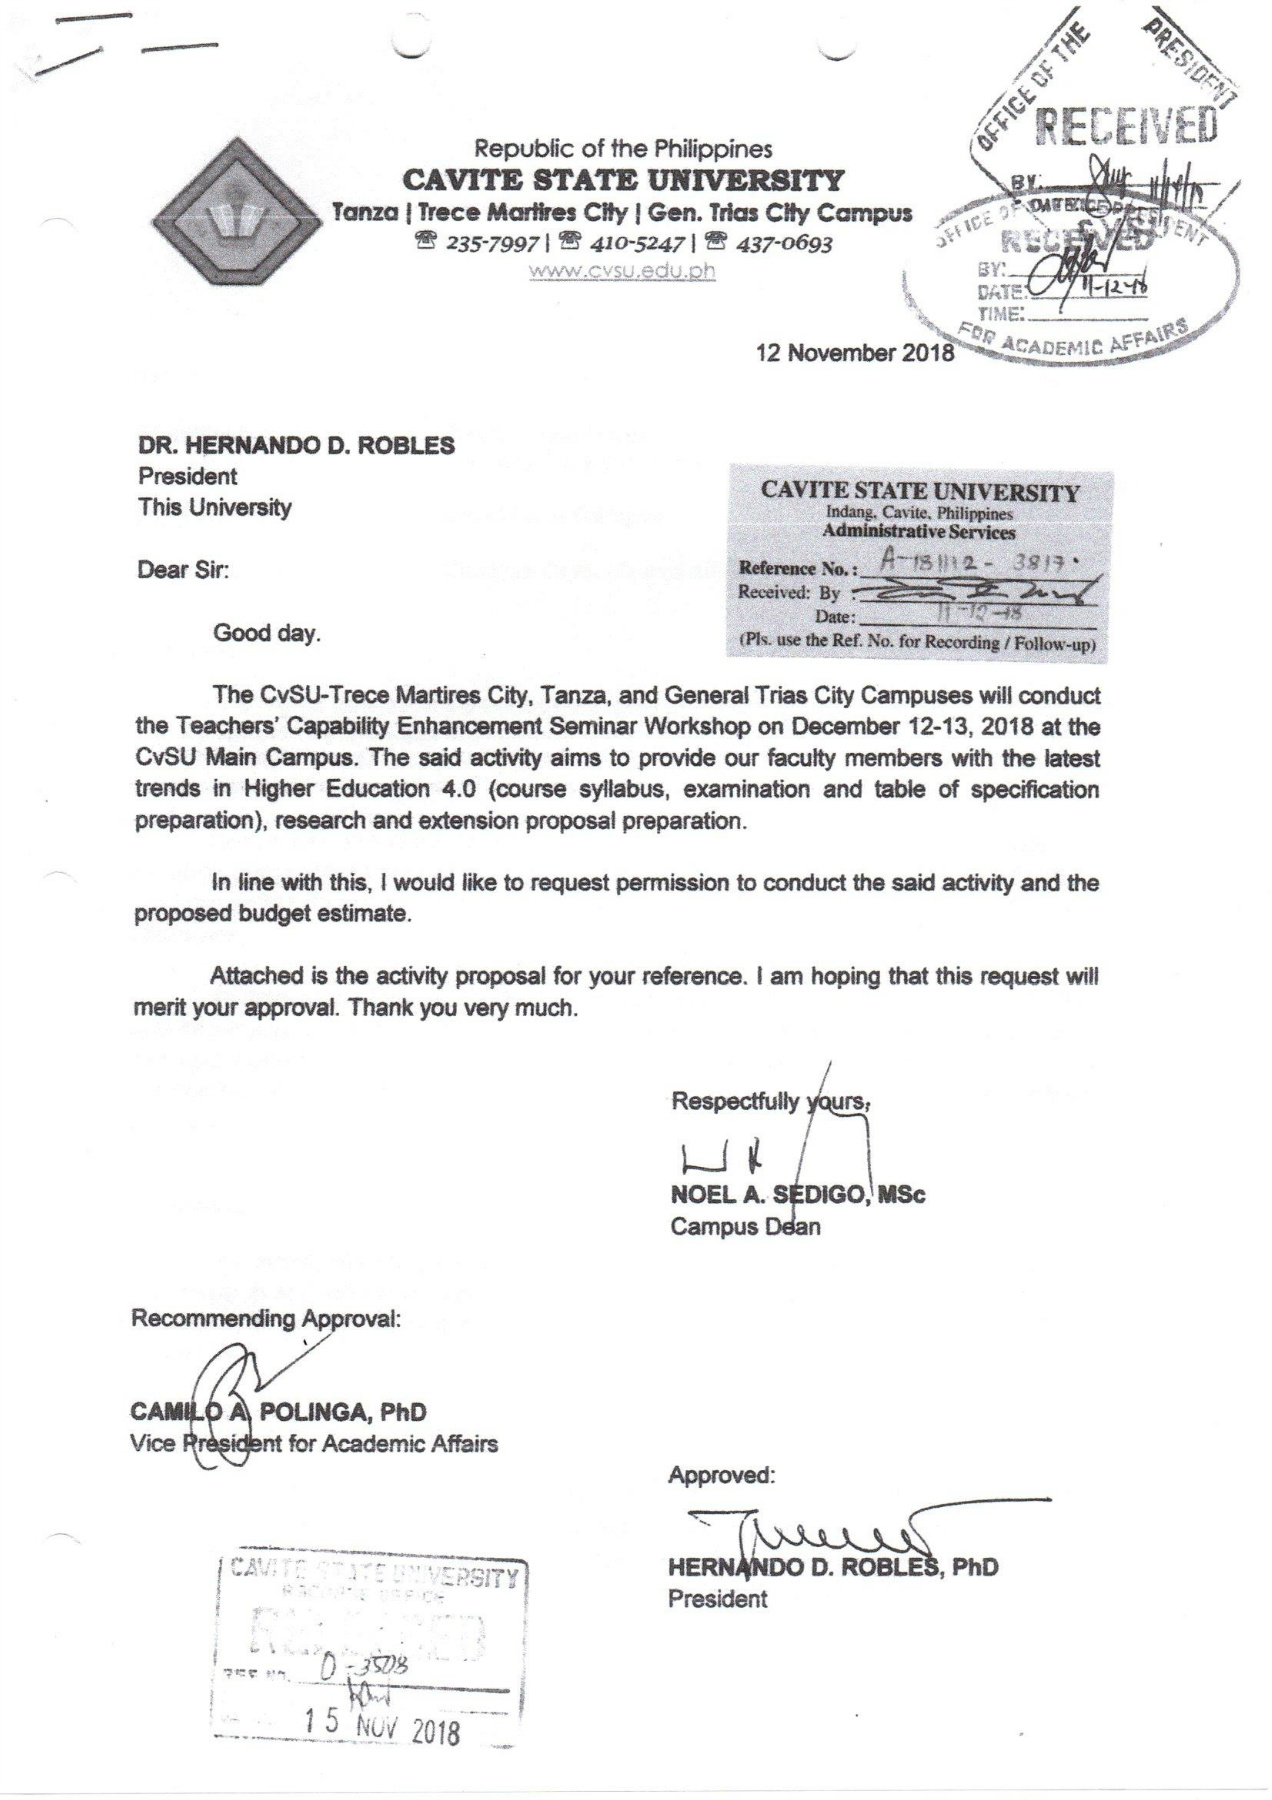 OFFICE OF THE PRESIDENT
RECEIVED
BY:
DATE
Republic of the Philippines
CAVITE STATE UNIVERSITY
Tanza | Trece Martires City | Gen. Trias City Campus
☎ 235-7997 | ☎ 410-5247 | ☎ 437-0693
www.cvsu.edu.ph
OFFICE OF PRESIDENT
RECEIVED
BY:
DATE: 11-12-18
TIME:
FOR ACADEMIC AFFAIRS
12 November 2018
DR. HERNANDO D. ROBLES
President
This University
CAVITE STATE UNIVERSITY
Indang, Cavite, Philippines
Administrative Services
Reference No.: A-181112-3817
Received: By :
Date: 11-12-18
(Pls. use the Ref. No. for Recording / Follow-up)
Dear Sir:
Good day.
The CvSU-Trece Martires City, Tanza, and General Trias City Campuses will conduct
the Teachers' Capability Enhancement Seminar Workshop on December 12-13, 2018 at the
CvSU Main Campus. The said activity aims to provide our faculty members with the latest
trends in Higher Education 4.0 (course syllabus, examination and table of specification
preparation), research and extension proposal preparation.
In line with this, I would like to request permission to conduct the said activity and the
proposed budget estimate.
Attached is the activity proposal for your reference. I am hoping that this request will
merit your approval. Thank you very much.
Respectfully yours,
NOEL A. SEDIGO, MSc
Campus Dean
Recommending Approval:
CAMILO A. POLINGA, PhD
Vice President for Academic Affairs
Approved:
HERNANDO D. ROBLES, PhD
President
CAVITE STATE UNIVERSITY
RECORDS OFFICE
REF NO. D-3508
15 NOV 2018